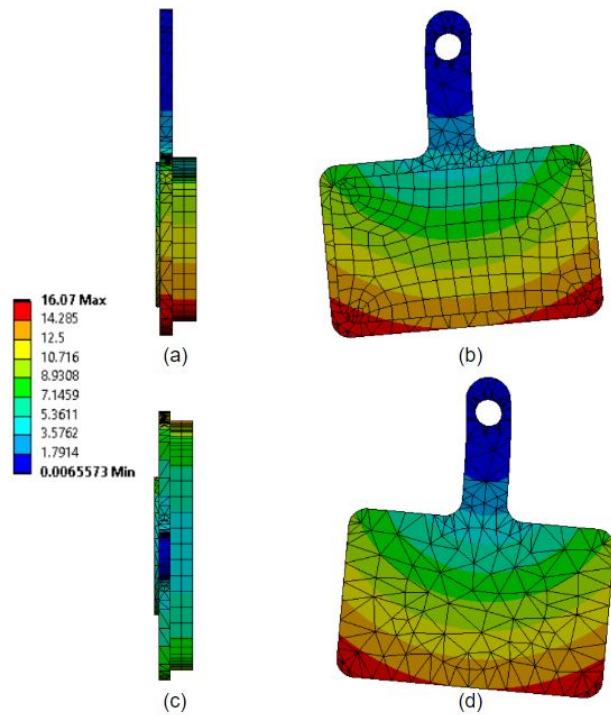 (a)
(b)
16.07 Max
14.285
12.5
10.716
8.9308
7.1459
5.3611
3.5762
1.7914
0.0065573 Min
(c)
(d)